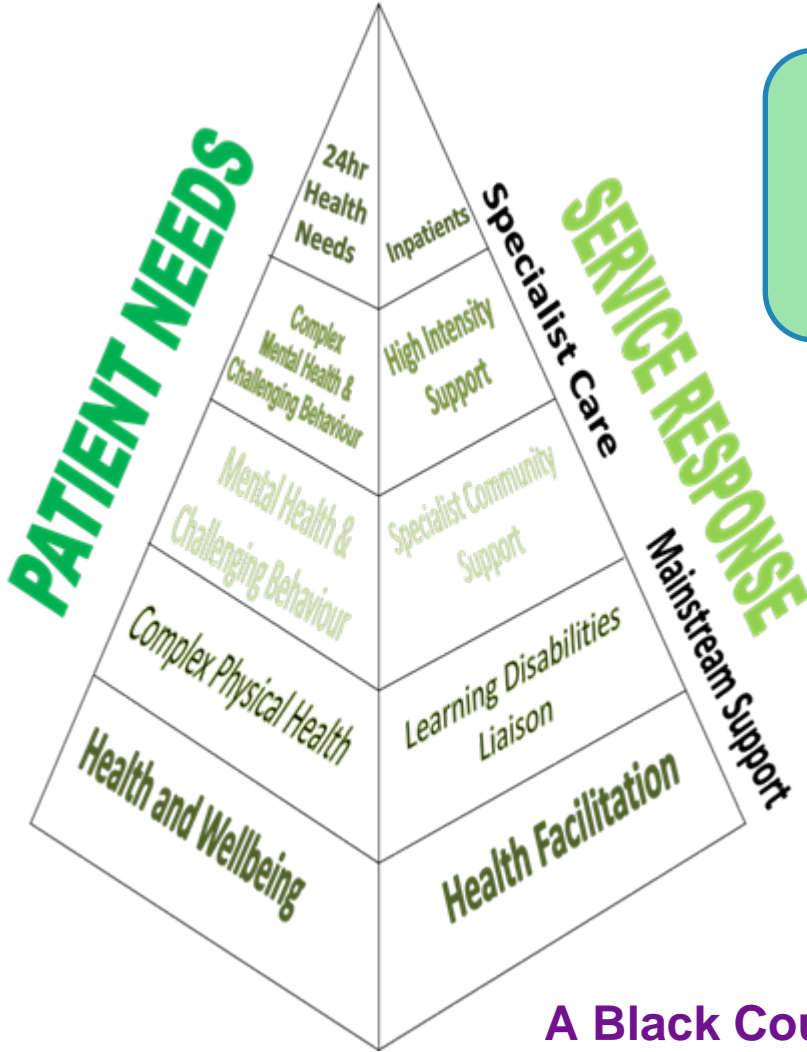 PATIENT NEEDS
24hr
Health
Needs
Inpatients
Complex
Mental Health &
Challenging Behaviour
High Intensity
Support
Mental Health &
Challenging Behaviour
Specialist Community
Support
Complex Physical Health
Learning Disabilities
Liaison
Health and Wellbeing
Health Facilitation
Specialist Care
Mainstream Support
SERVICE RESPONSE
A Black